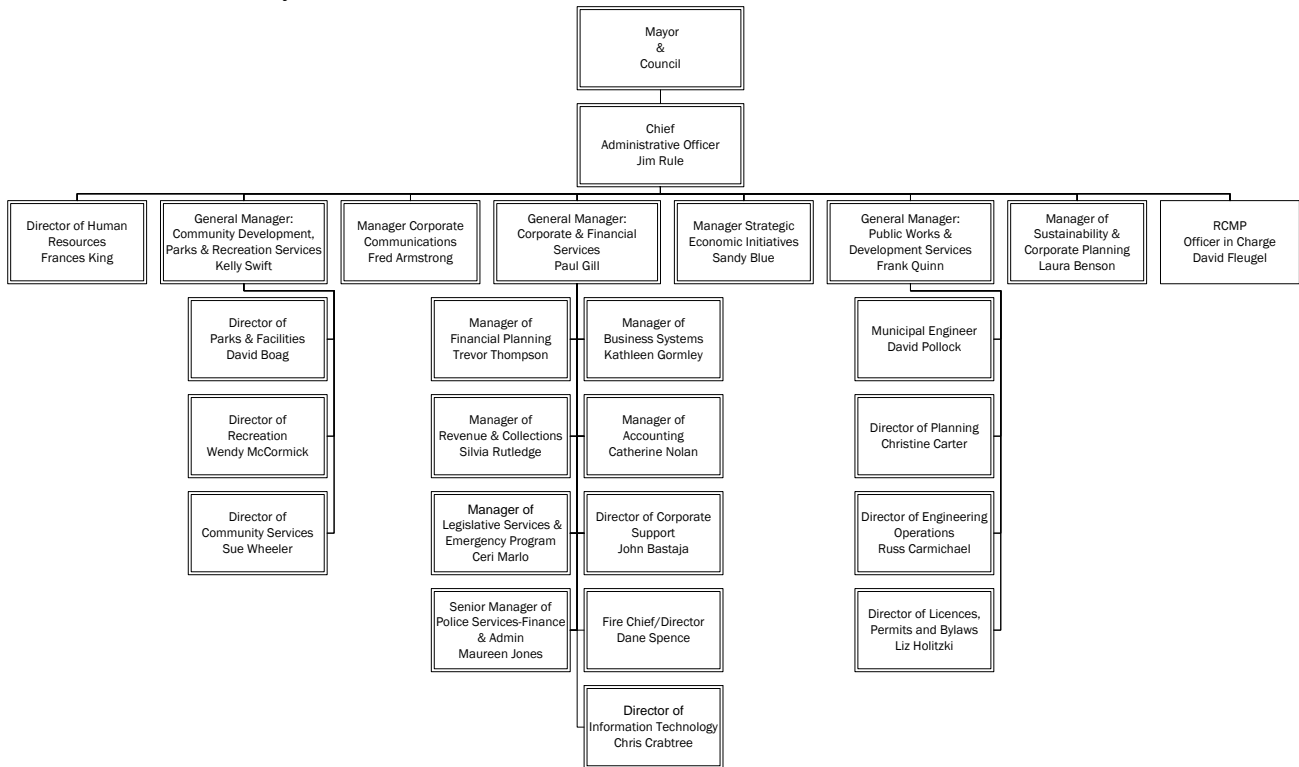 Mayor
&
Council
Chief
Administrative Officer
Jim Rule
Director of Human
Resources
Frances King
General Manager:
Community Development,
Parks & Recreation Services
Kelly Swift
Manager Corporate
Communications
Fred Armstrong
General Manager:
Corporate & Financial
Services
Paul Gill
Manager Strategic
Economic Initiatives
Sandy Blue
General Manager:
Public Works &
Development Services
Frank Quinn
Manager of
Sustainability &
Corporate Planning
Laura Benson
RCMP
Officer in Charge
David Fleugel
Director of
Parks & Facilities
David Boag
Director of
Recreation
Wendy McCormick
Director of
Community Services
Sue Wheeler
Manager of
Financial Planning
Trevor Thompson
Manager of
Business Systems
Kathleen Gormley
Manager of
Revenue & Collections
Silvia Rutledge
Manager of
Accounting
Catherine Nolan
Manager of
Legislative Services &
Emergency Program
Ceri Marlo
Director of Corporate
Support
John Bastaja
Senior Manager of
Police Services-Finance
& Admin
Maureen Jones
Fire Chief/Director
Dane Spence
Director of
Information Technology
Chris Crabtree
Municipal Engineer
David Pollock
Director of Planning
Christine Carter
Director of Engineering
Operations
Russ Carmichael
Director of Licences,
Permits and Bylaws
Liz Holitzki